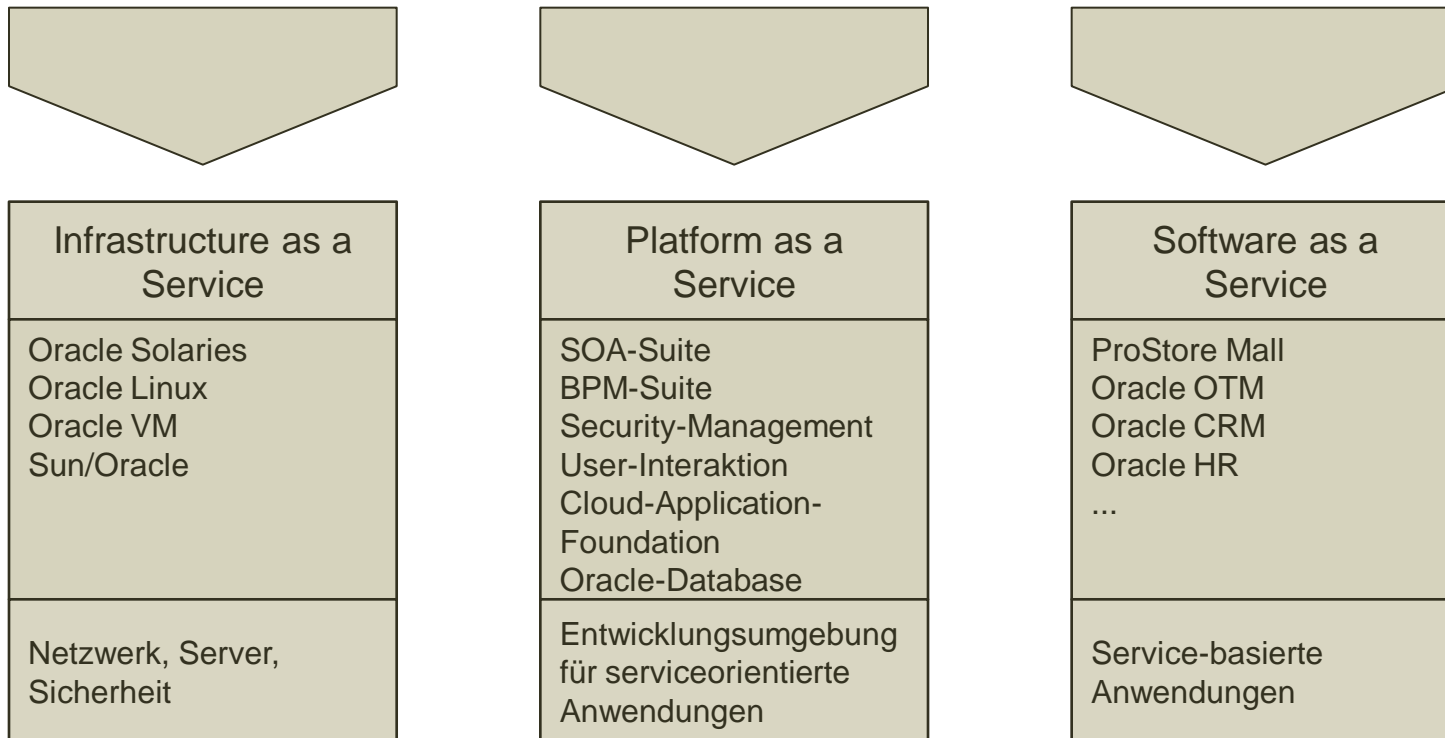 Infrastructure as a
Service
Oracle Solaries
Oracle Linux
Oracle VM
Sun/Oracle
Netzwerk, Server,
Sicherheit
Platform as a
Service
SOA-Suite
BPM-Suite
Security-Management
User-Interaktion
Cloud-Application-
Foundation
Oracle-Database
Entwicklungsumgebung
für serviceorientierte
Anwendungen
Software as a
Service
ProStore Mall
Oracle OTM
Oracle CRM
Oracle HR
...
Service-basierte
Anwendungen